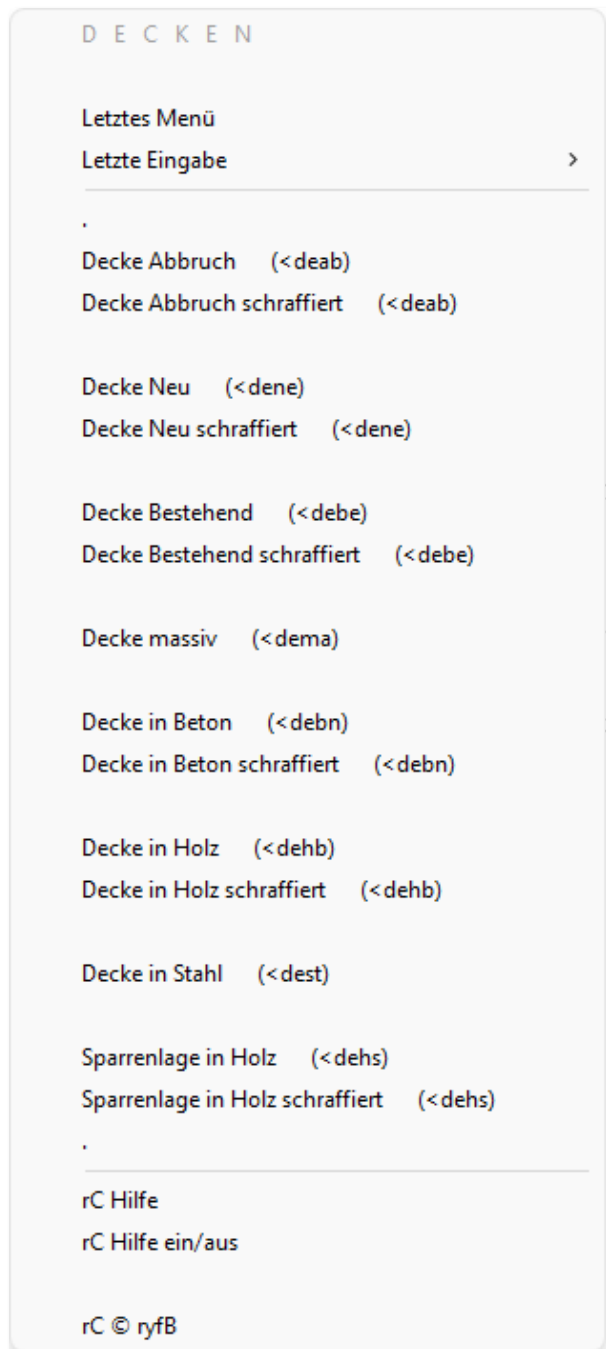 D E C K E N
Letztes Menü
Letzte Eingabe >
.
Decke Abbruch (<deab)
Decke Abbruch schraffiert (<deab)
Decke Neu (<dene)
Decke Neu schraffiert (<dene)
Decke Bestehend (<debe)
Decke Bestehend schraffiert (<debe)
Decke massiv (<dema)
Decke in Beton (<debn)
Decke in Beton schraffiert (<debn)
Decke in Holz (<dehb)
Decke in Holz schraffiert (<dehb)
Decke in Stahl (<dest)
Sparrenlage in Holz (<dehs)
Sparrenlage in Holz schraffiert (<dehs)
.
rC Hilfe
rC Hilfe ein/aus
rC © ryfB